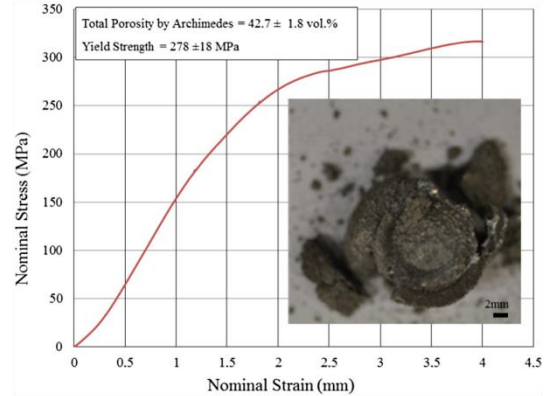 Total Porosity by Archimedes = 42.7 ± 1.8 vol.%
Yield Strength = 278 ±18 MPa
350
300
250
200
150
100
50
0
Nominal Stress (MPa)
2mm
0 0.5 1 1.5 2 2.5 3 3.5 4 4.5
Nominal Strain (mm)